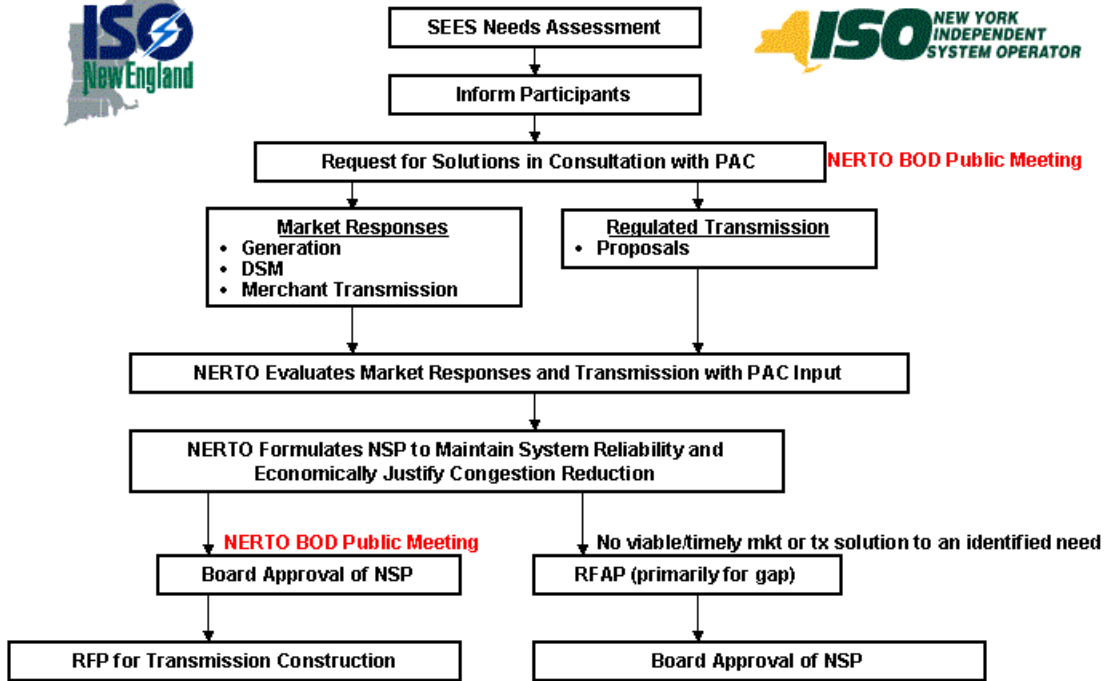 ISO
New England
SEES Needs Assessment
ISO NEW YORK
INDEPENDENT
SYSTEM OPERATOR
Inform Participants
Request for Solutions in Consultation with PAC
NERTO BOD Public Meeting
Market Responses
• Generation
• DSM
• Merchant Transmission
Regulated Transmission
• Proposals
NERTO Evaluates Market Responses and Transmission with PAC Input
NERTO Formulates NSP to Maintain System Reliability and
Economically Justify Congestion Reduction
NERTO BOD Public Meeting
No viable/timely mkt or tx solution to an identified need
Board Approval of NSP
RFAP (primarily for gap)
RFP for Transmission Construction
Board Approval of NSP